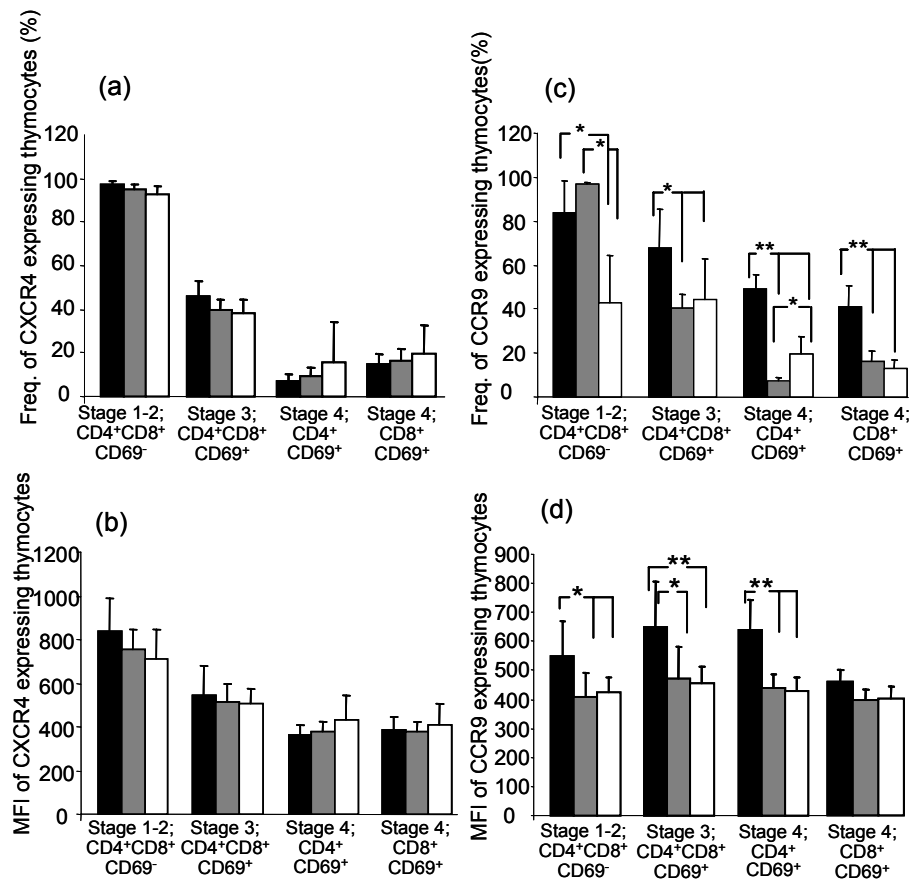 (a)
Freq. of CXCR4 expressing thymocytes (%)
120
100
80
60
40
20
0
Stage 1-2;
CD4⁺CD8⁺
CD69⁻
Stage 3;
CD4⁺CD8⁺
CD69⁺
Stage 4;
CD4⁺
CD69⁺
Stage 4;
CD8⁺
CD69⁺
(b)
MFI of CXCR4 expressing thymocytes
1200
1000
800
600
400
200
0
Stage 1-2;
CD4⁺CD8⁺
CD69⁻
Stage 3;
CD4⁺CD8⁺
CD69⁺
Stage 4;
CD4⁺
CD69⁺
Stage 4;
CD8⁺
CD69⁺
(c)
Freq. of CCR9 expressing thymocytes(%)
120
100
80
60
40
20
0
*
*
*
**
*
**
Stage 1-2;
CD4⁺CD8⁺
CD69⁻
Stage 3;
CD4⁺CD8⁺
CD69⁺
Stage 4;
CD4⁺
CD69⁺
Stage 4;
CD8⁺
CD69⁺
(d)
MFI of CCR9 expressing thymocytes
900
800
700
600
500
400
300
200
100
0
*
**
*
**
Stage 1-2;
CD4⁺CD8⁺
CD69⁻
Stage 3;
CD4⁺CD8⁺
CD69⁺
Stage 4;
CD4⁺
CD69⁺
Stage 4;
CD8⁺
CD69⁺